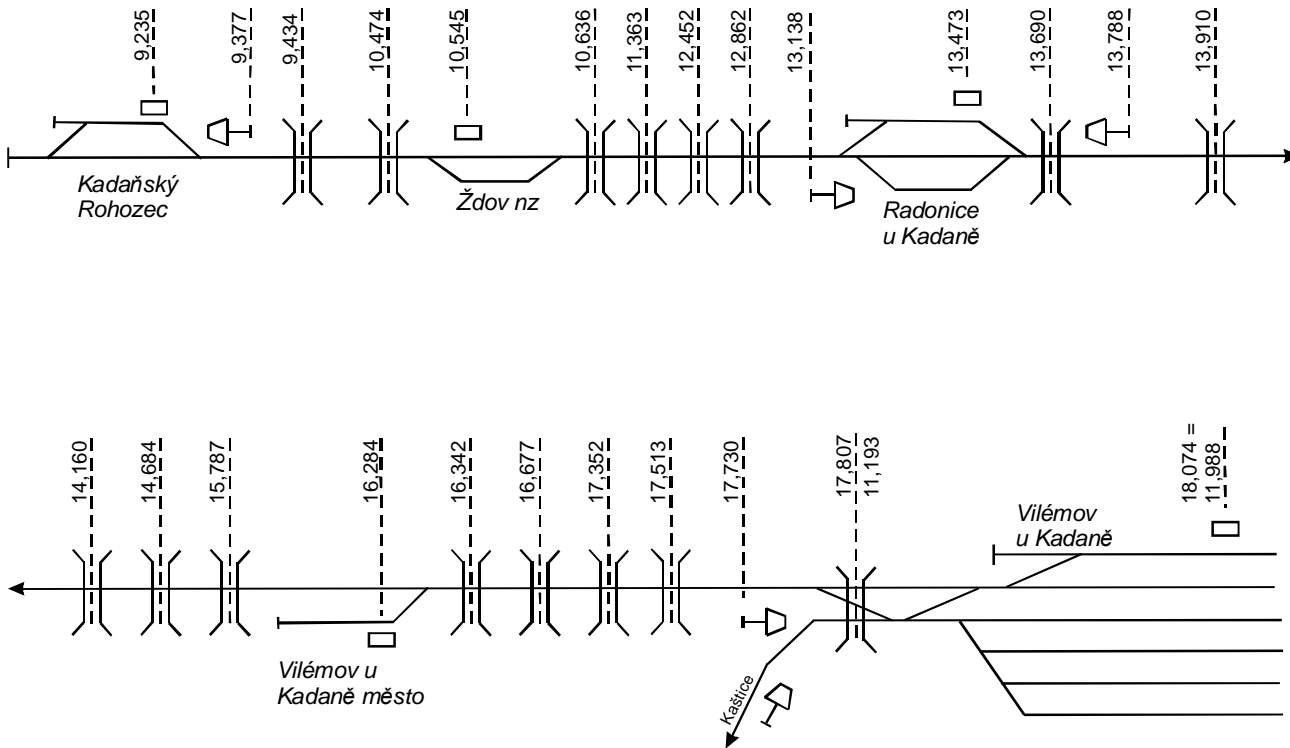 9,235
9,377
9,434
10,474
10,545
10,636
11,363
12,452
12,862
13,138
13,473
13,690
13,788
13,910
Kadaňský
Rohozec
Ždov nz
Radonice
u Kadaně
14,160
14,684
15,787
16,284
16,342
16,677
17,352
17,513
17,730
17,807
11,193
18,074 =
11,988
Vilémov
u Kadaně
Vilémov u
Kadaně město
Kaštice